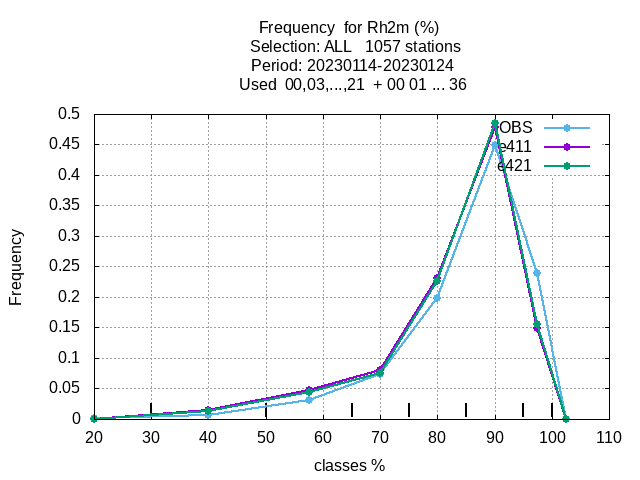 Frequency  for Rh2m (%)
Selection: ALL   1057 stations
Period: 20230114-20230124
Used  00,03,...,21  + 00 01 ... 36
0.5
0.45
0.4
0.35
0.3
0.25
0.2
0.15
0.1
0.05
0
Frequency
OBS
e411
e421
20 30 40 50 60 70 80 90 100 110
classes %